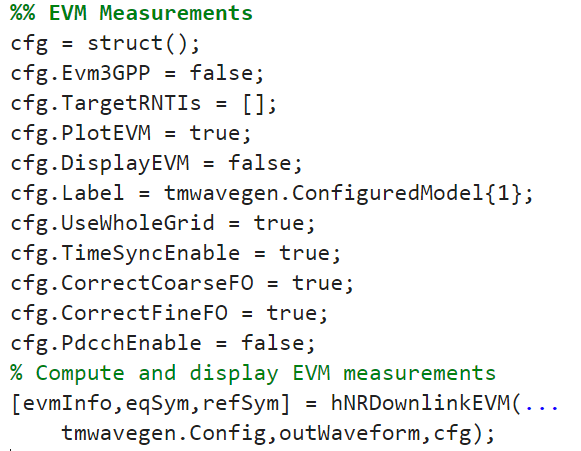 %% EVM Measurements
cfg = struct();
cfg.Evm3GPP = false;
cfg.TargetRNTIs = [];
cfg.PlotEVM = true;
cfg.DisplayEVM = false;
cfg.Label = tmwavegen.ConfiguredModel{1};
cfg.UseWholeGrid = true;
cfg.TimeSyncEnable = true;
cfg.CorrectCoarseFO = true;
cfg.CorrectFineFO = true;
cfg.PdcchEnable = false;
% Compute and display EVM measurements
[evmInfo,eqSym,refSym] = hNRDownlinkEVM(...
    tmwavegen.Config,outWaveform,cfg);